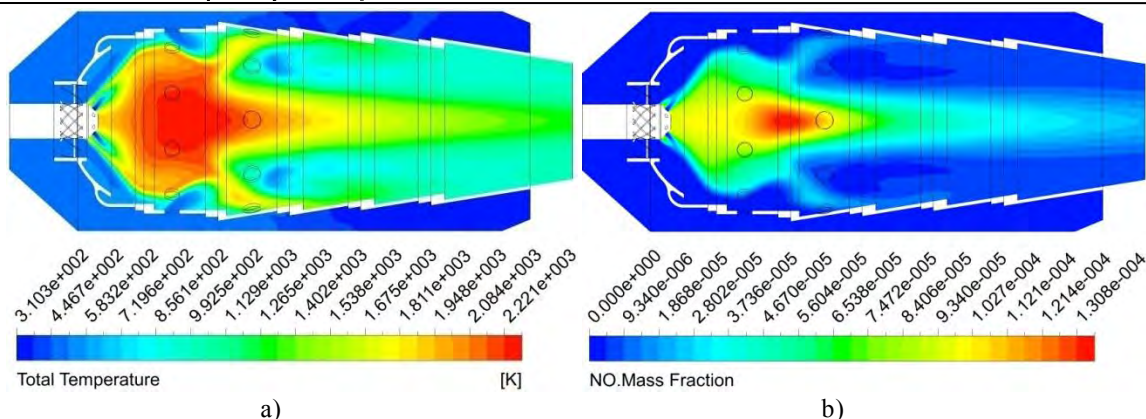 3.103e+002
4.467e+002
5.832e+002
7.196e+002
8.561e+002
9.925e+002
1.129e+003
1.265e+003
1.402e+003
1.538e+003
1.675e+003
1.811e+003
1.948e+003
2.084e+003
2.221e+003
Total Temperature [K]
a)
0.000e+000
9.340e-006
1.868e-005
2.802e-005
3.736e-005
4.670e-005
5.604e-005
6.538e-005
7.472e-005
8.406e-005
9.340e-005
1.027e-004
1.121e-004
1.214e-004
1.308e-004
NO.Mass Fraction
b)